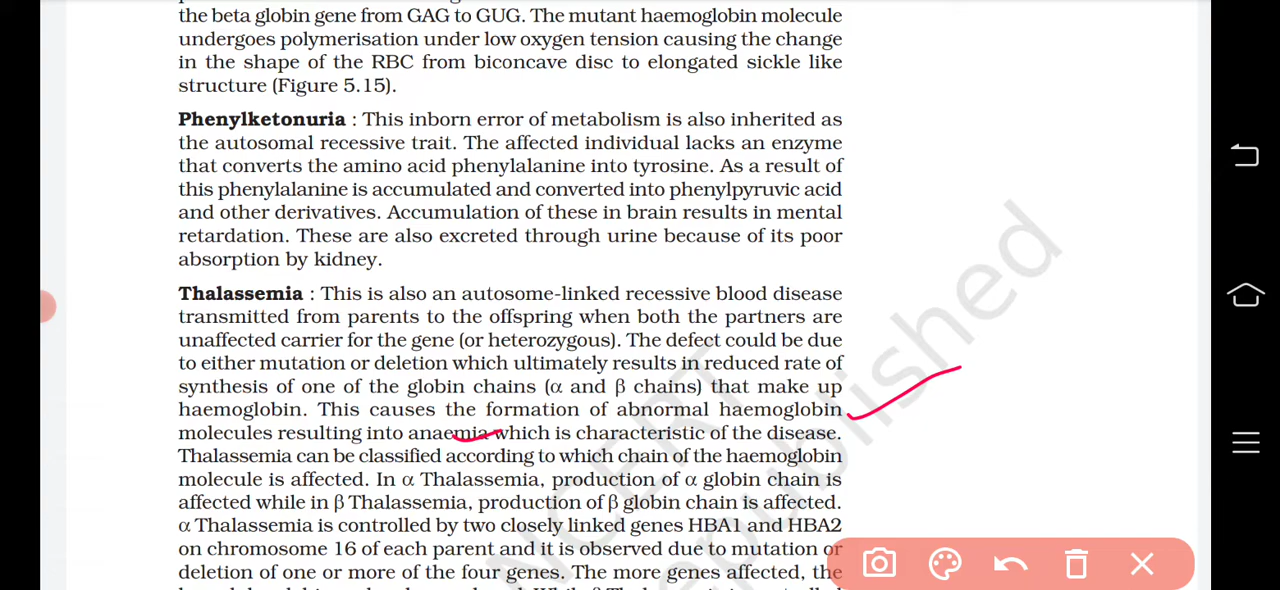 the beta globin gene from GAG to GUG. The mutant haemoglobin molecule
undergoes polymerisation under low oxygen tension causing the change
in the shape of the RBC from biconcave disc to elongated sickle like
structure (Figure 5.15).
Phenylketonuria : This inborn error of metabolism is also inherited as
the autosomal recessive trait. The affected individual lacks an enzyme
that converts the amino acid phenylalanine into tyrosine. As a result of
this phenylalanine is accumulated and converted into phenylpyruvic acid
and other derivatives. Accumulation of these in brain results in mental
retardation. These are also excreted through urine because of its poor
absorption by kidney.
Thalassemia : This is also an autosome-linked recessive blood disease
transmitted from parents to the offspring when both the partners are
unaffected carrier for the gene (or heterozygous). The defect could be due
to either mutation or deletion which ultimately results in reduced rate of
synthesis of one of the globin chains (α and β chains) that make up
haemoglobin. This causes the formation of abnormal haemoglobin
molecules resulting into anaemia which is characteristic of the disease.
Thalassemia can be classified according to which chain of the haemoglobin
molecule is affected. In α Thalassemia, production of α globin chain is
affected while in β Thalassemia, production of β globin chain is affected.
α Thalassemia is controlled by two closely linked genes HBA1 and HBA2
on chromosome 16 of each parent and it is observed due to mutation or
deletion of one or more of the four genes. The more genes affected, the
NCERT
republished